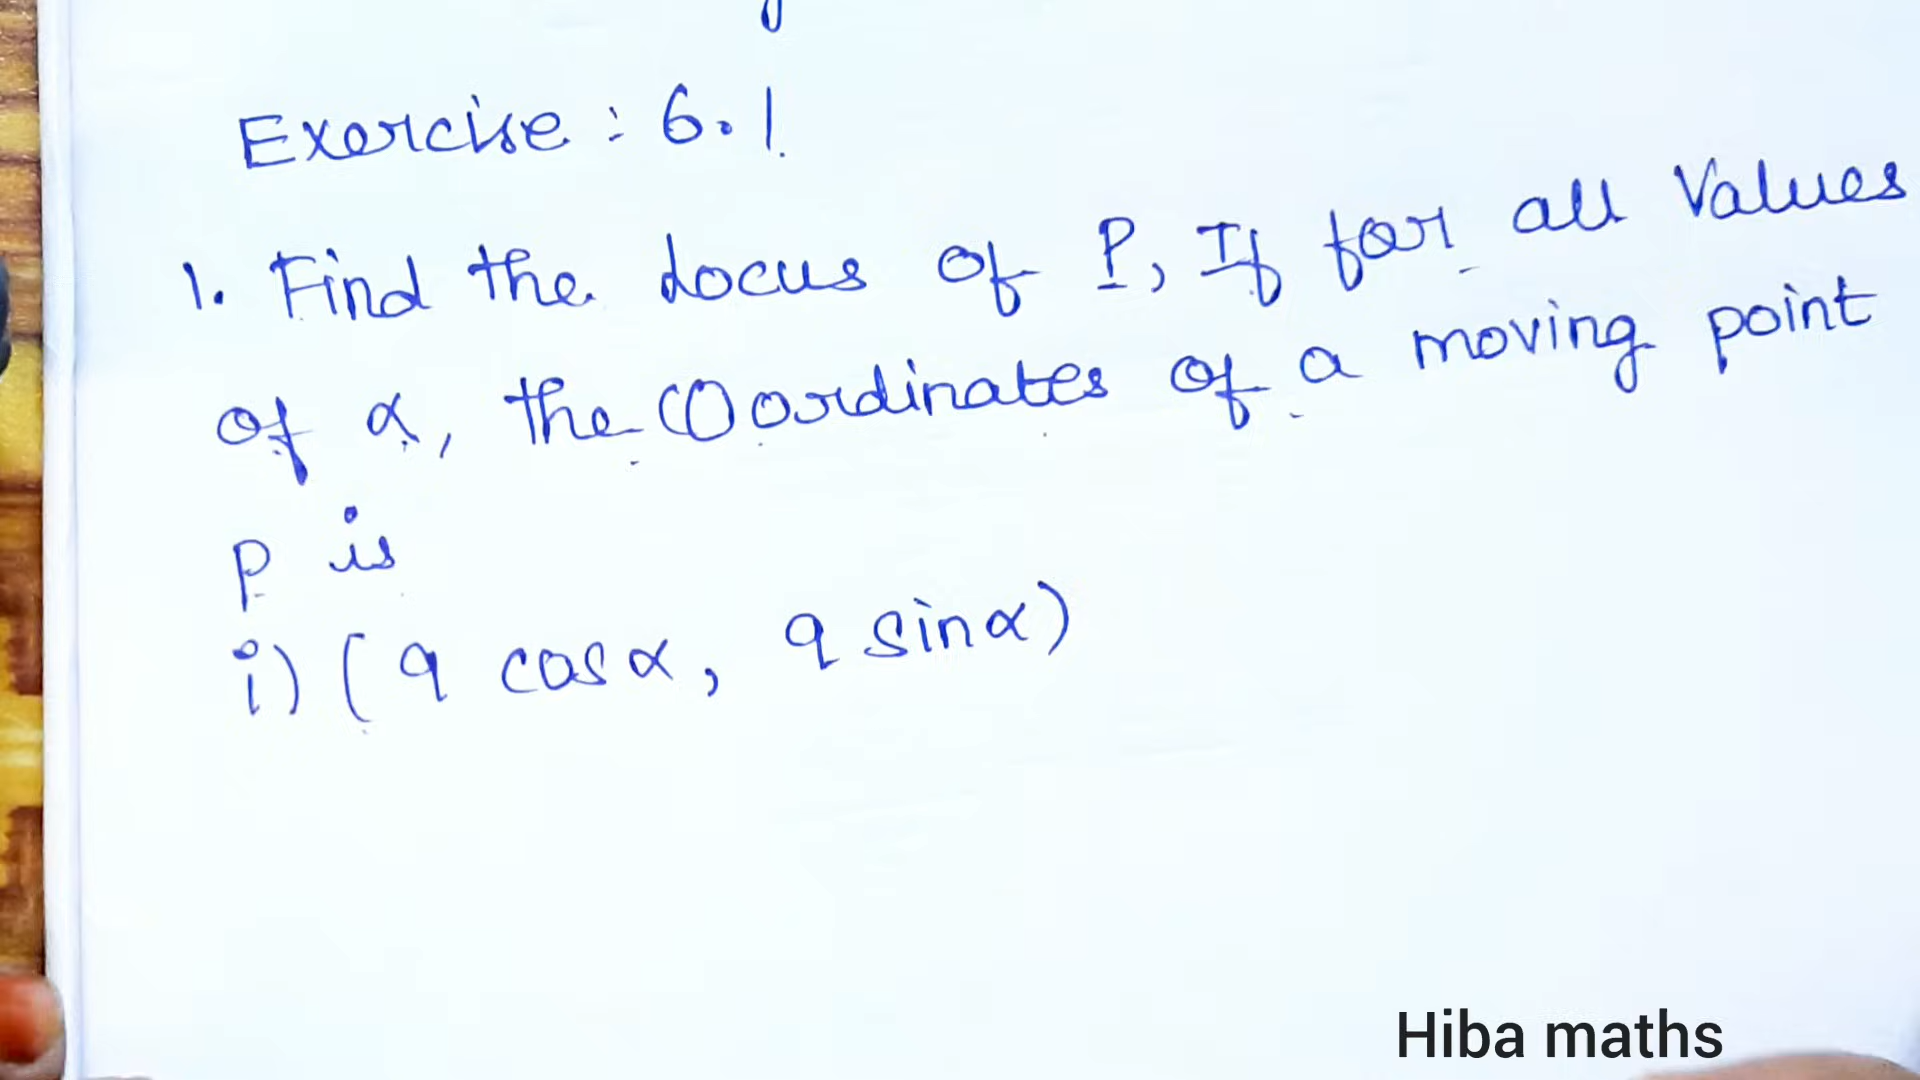 Exercise : 6.1
1. Find the Locus of P, If for all Values
of α, the Coordinates of a moving point
P is
i) (9 cos α, 9 sin α)
Hiba maths